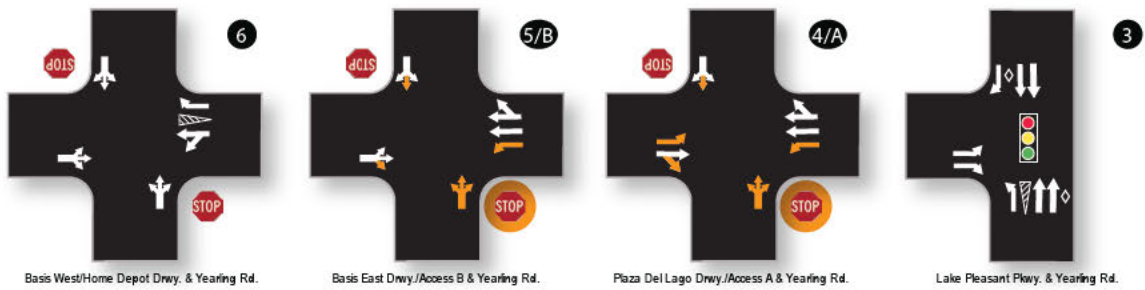 6
STOP
STOP
Basis West/Home Depot Drwy. & Yearling Rd.
5/B
STOP
STOP
Basis East Drwy./Access B & Yearling Rd.
4/A
STOP
STOP
Plaza Del Lago Drwy./Access A & Yearling Rd.
3
Lake Pleasant Pkwy. & Yearling Rd.